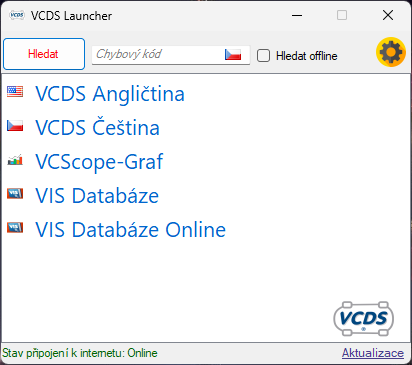 VCDS Launcher
Hledat
Chybový kód
Hledat offline
VCDS Angličtina
VCDS Čeština
VCScope-Graf
VIS Databáze
VIS Databáze Online
VCDS
®
Stav připojení k internetu: Online
Aktualizace